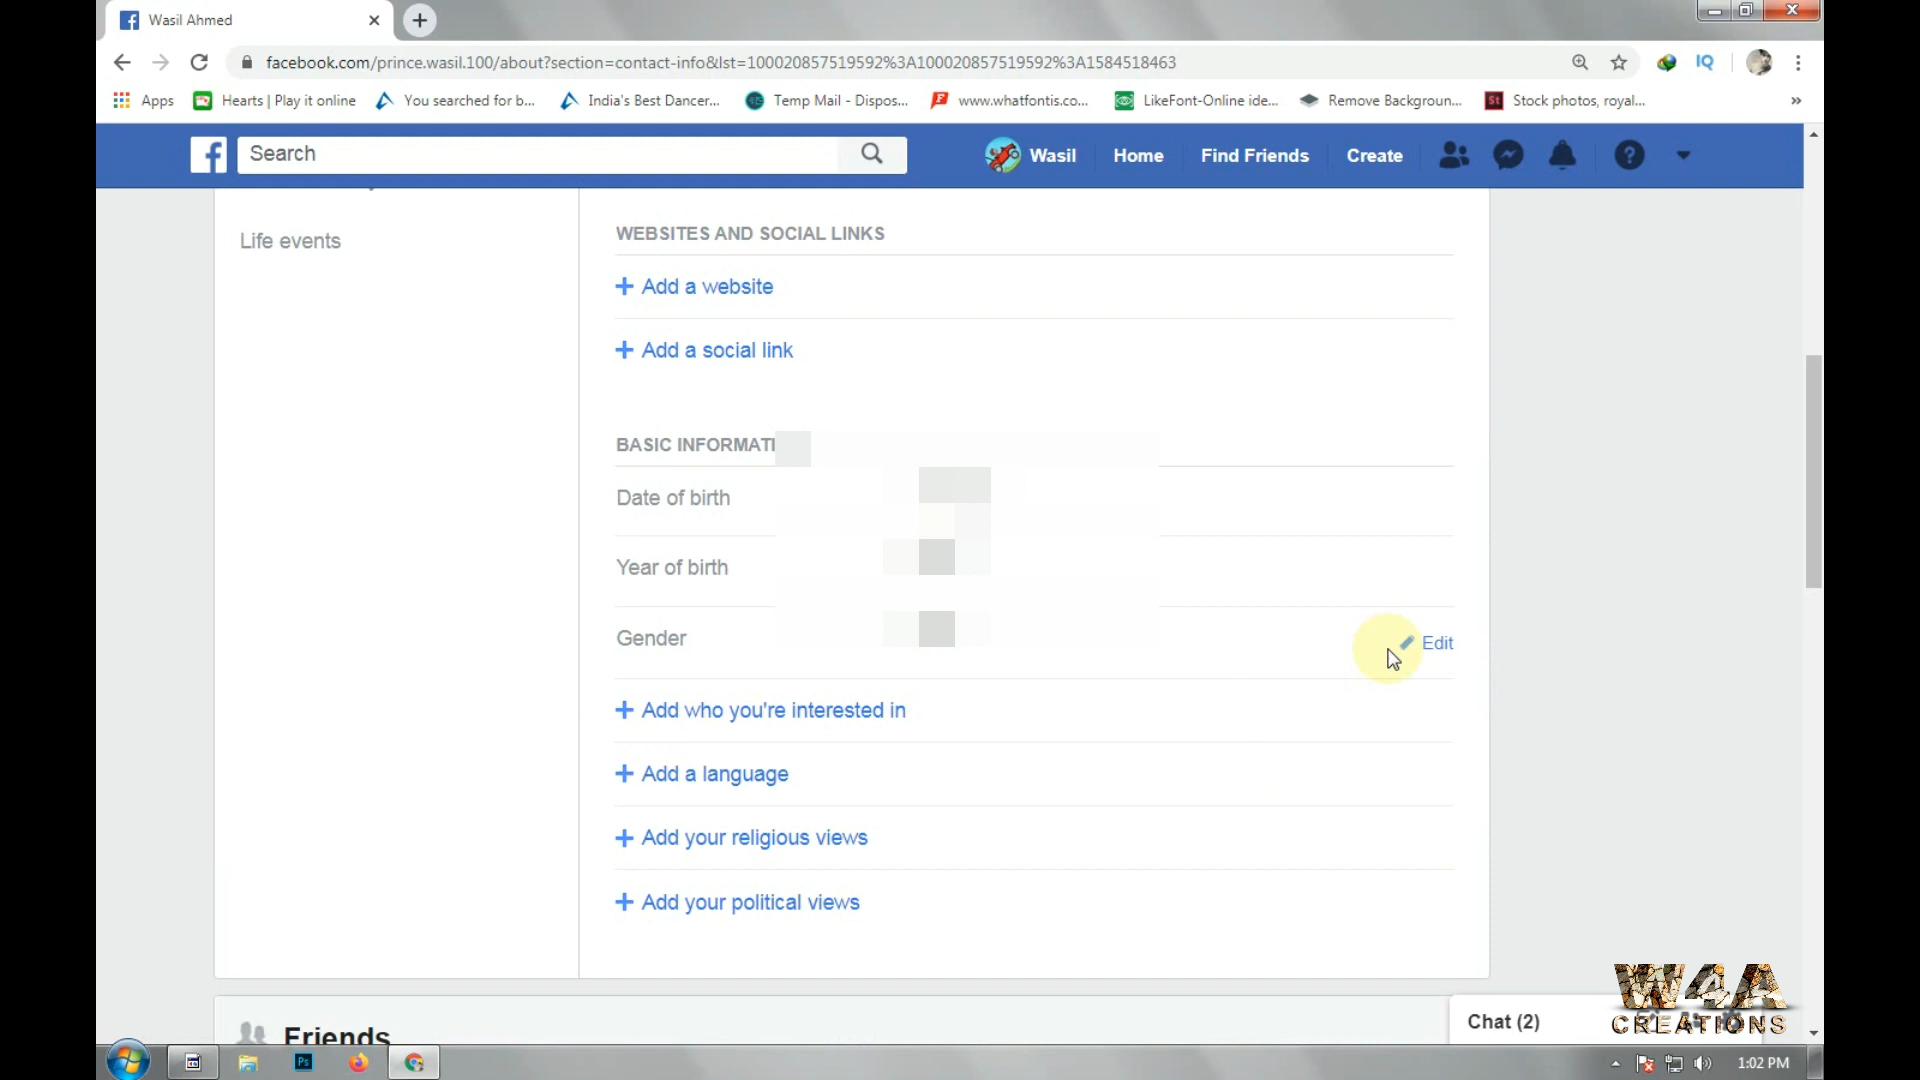 Wasil Ahmed
facebook.com/prince.wasil.100/about?section=contact-info&lst=100020857519592%3A100020857519592%3A1584518463
IQ
Apps
Hearts | Play it online
You searched for b...
India's Best Dancer...
Temp Mail - Dispos...
www.whatfontis.co...
LikeFont-Online ide...
Remove Backgroun...
St
Stock photos, royal...
»
Search
Wasil
Home
Find Friends
Create
Life events
WEBSITES AND SOCIAL LINKS
+ Add a website
+ Add a social link
BASIC INFORMATI
Date of birth
Year of birth
Gender
Edit
+ Add who you're interested in
+ Add a language
+ Add your religious views
+ Add your political views
Friends
Chat (2)
W4A
CREATIONS
Ps
1:02 PM